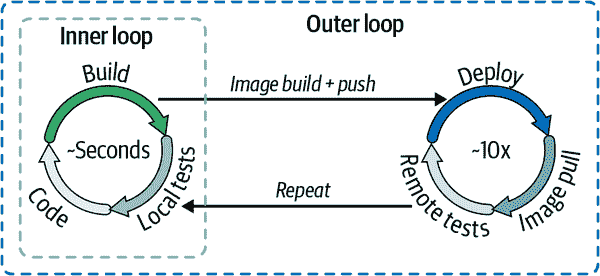 Inner loop
Outer loop
Build
~Seconds
Local tests
Code
Image build + push
Repeat
Deploy
~10x
Image pull
Remote tests